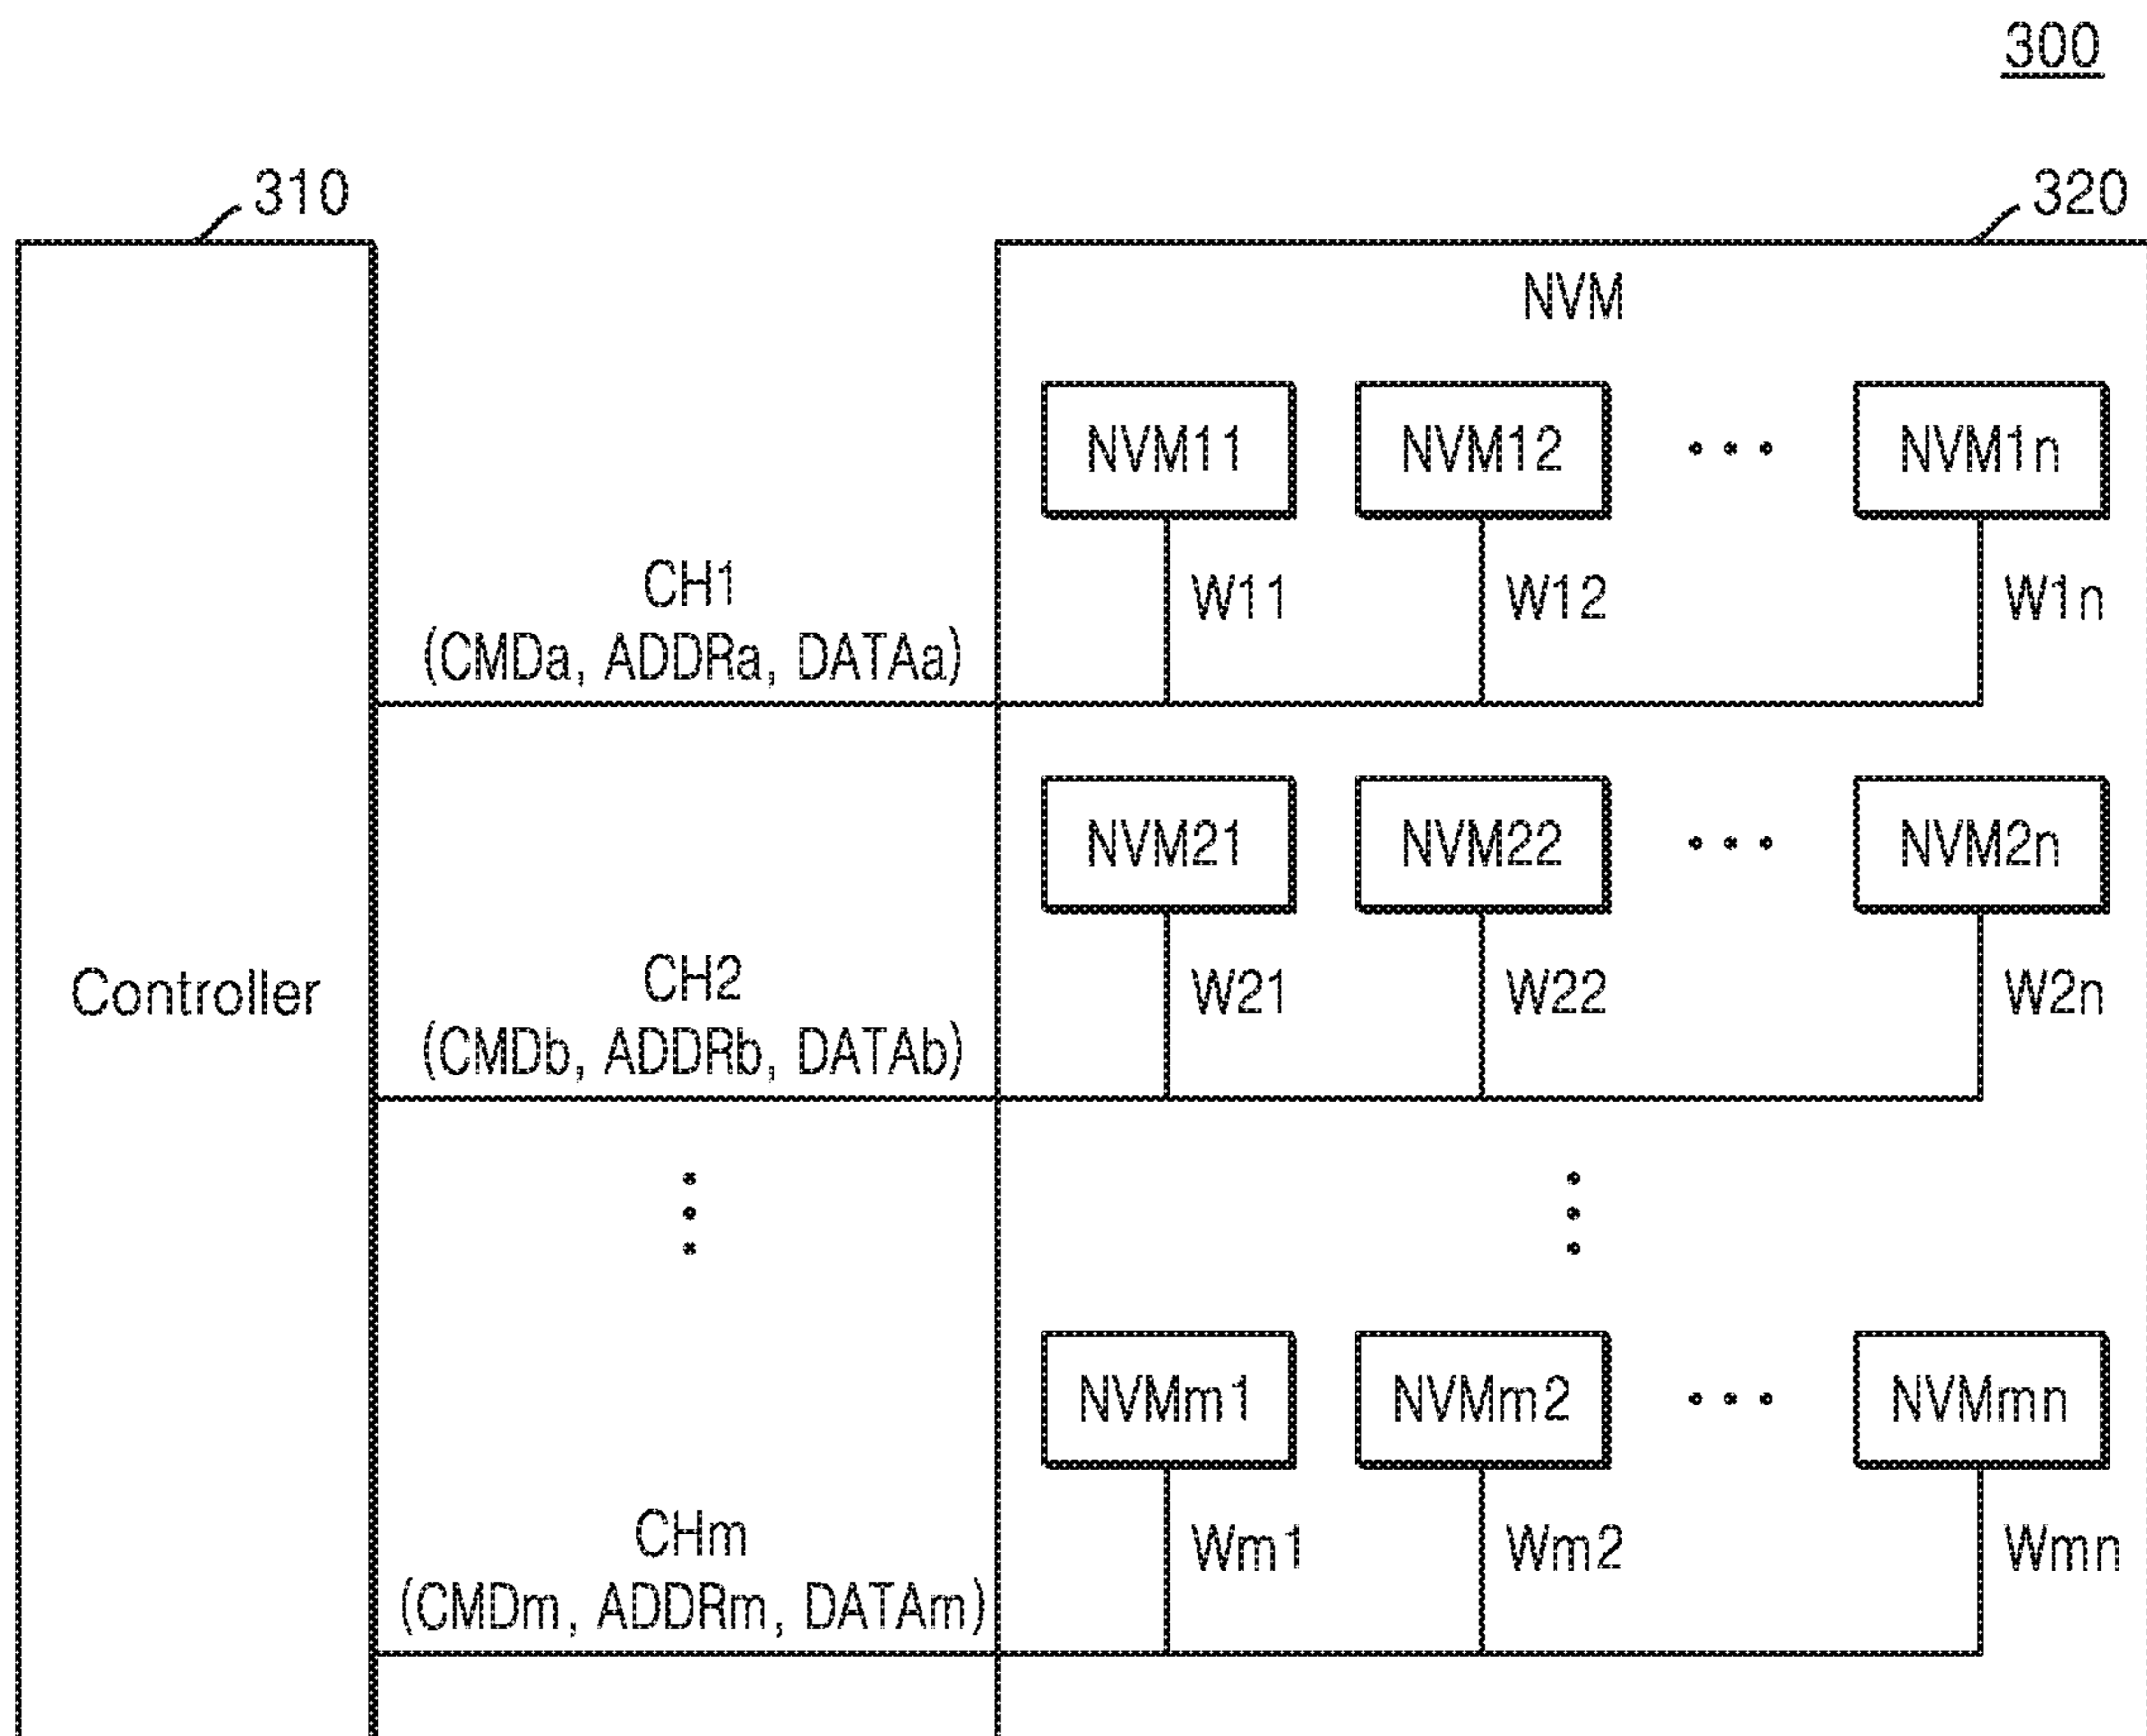 300
310
320
NVM
NVM11 NVM12 ••• NVM1n
CH1
W11 W12 W1n
(CMDa, ADDRa, DATAa)
NVM21 NVM22 ••• NVM2n
Controller
CH2
W21 W22 W2n
(CMDb, ADDRb, DATAb)
NVMm1 NVMm2 ••• NVMmn
CHm
Wm1 Wm2 Wmn
(CMDm, ADDRm, DATAm)